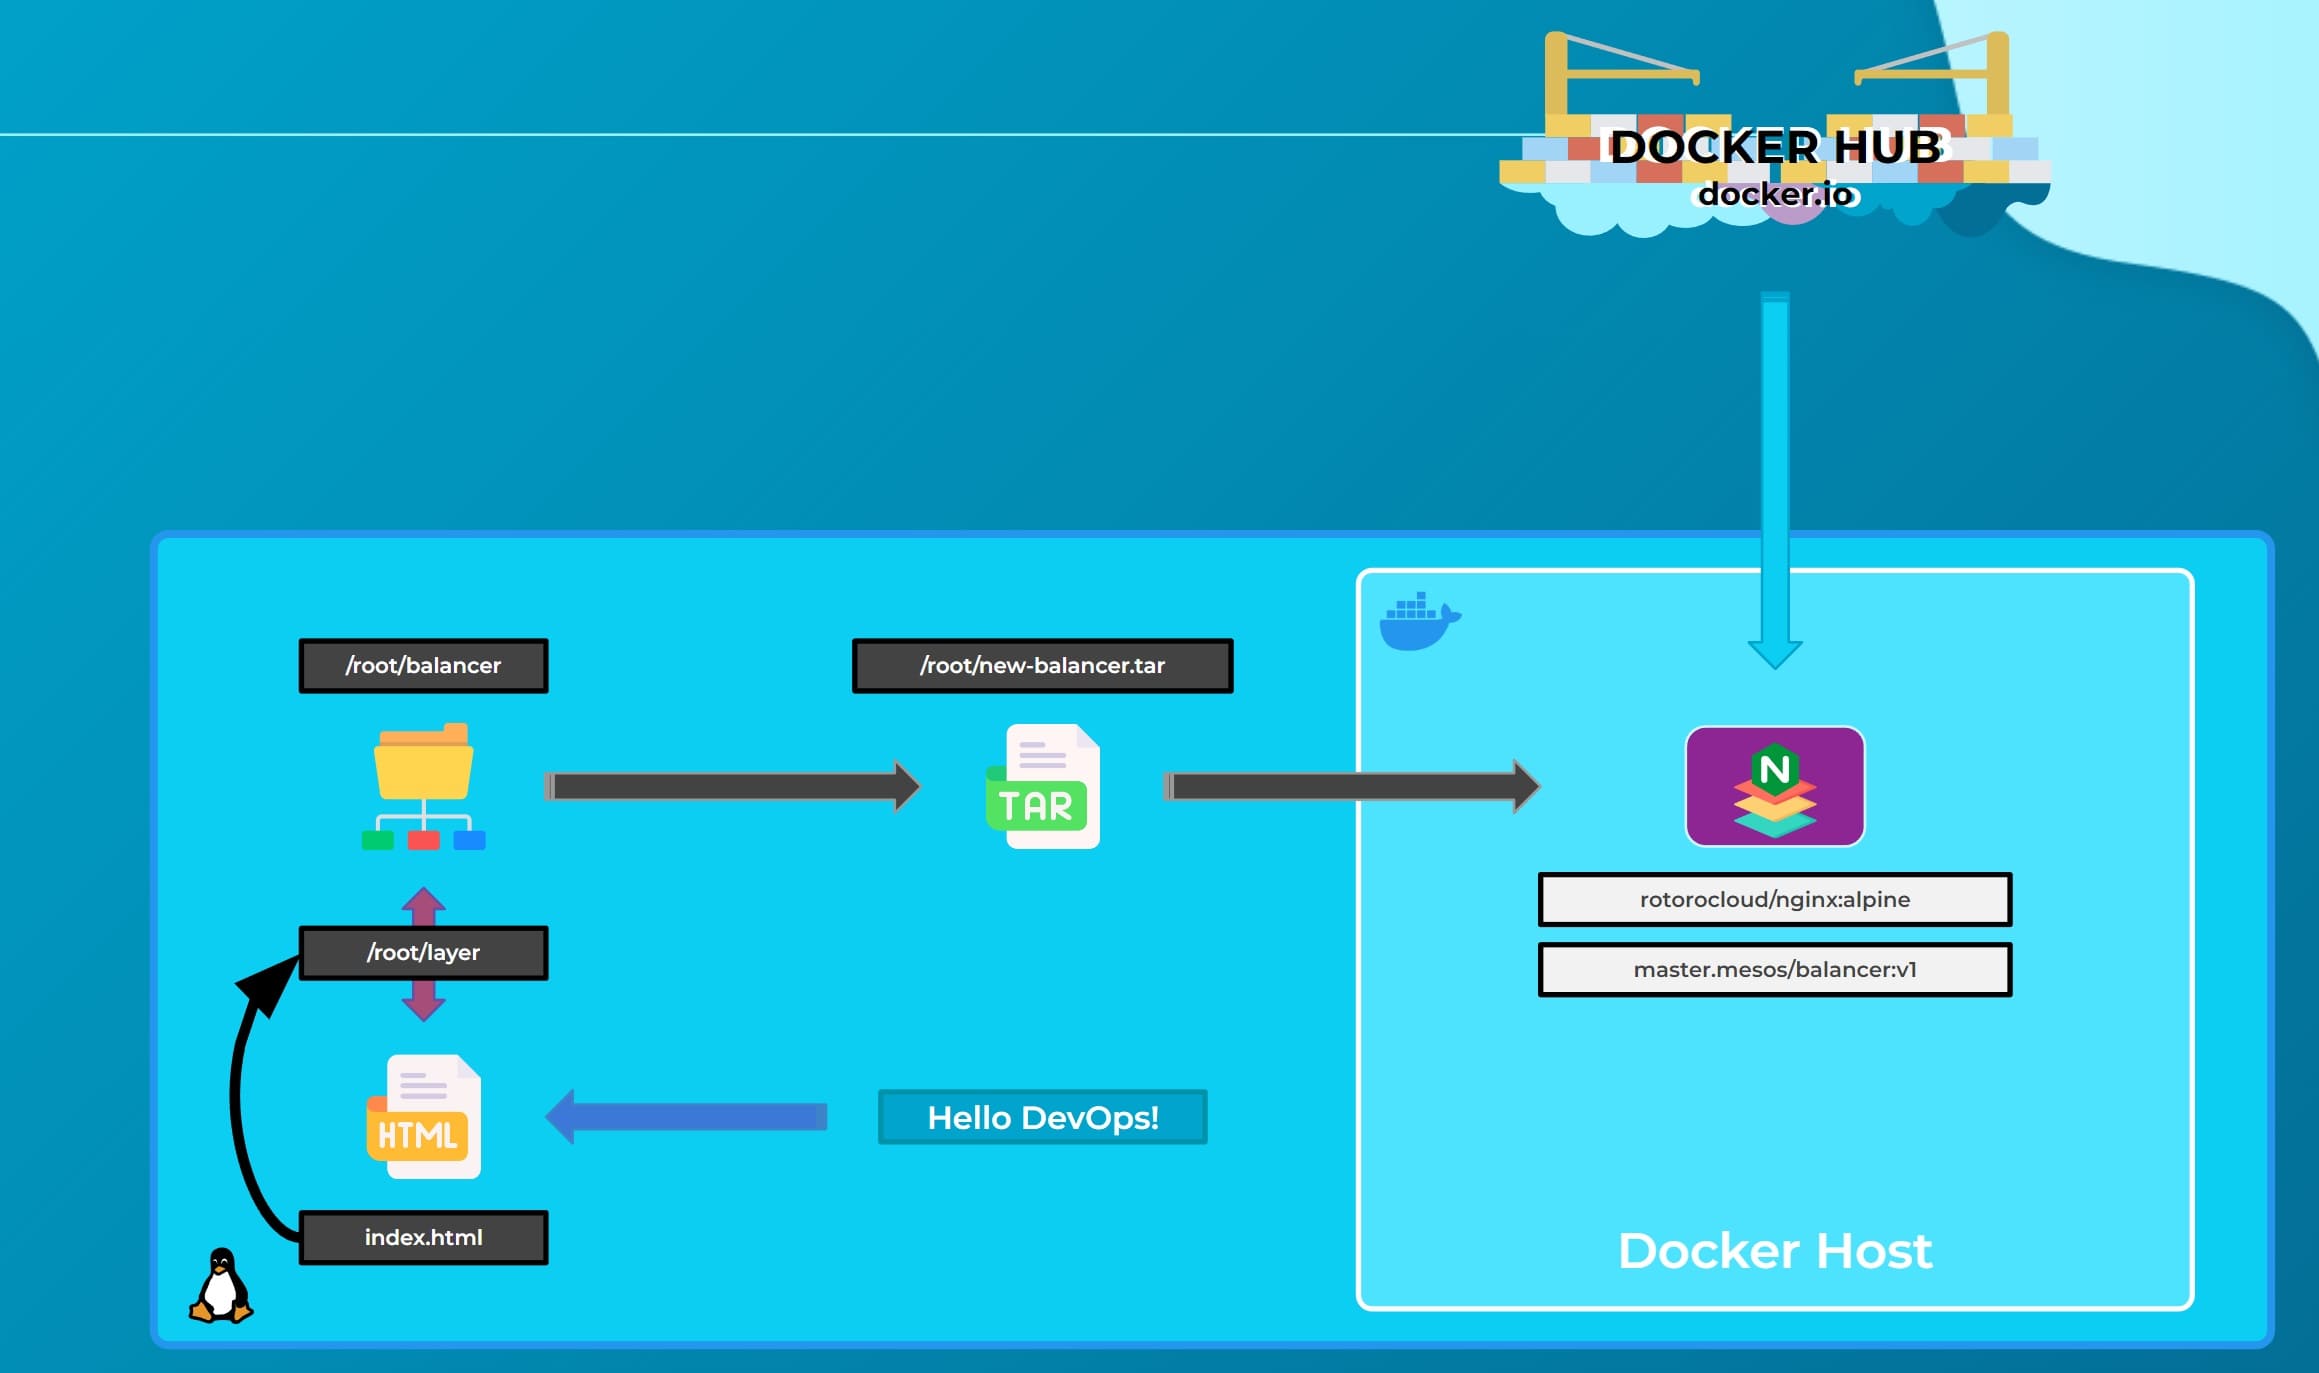 DOCKER HUB
docker.io
/root/balancer
/root/new-balancer.tar
TAR
N
rotorocloud/nginx:alpine
/root/layer
master.mesos/balancer:v1
HTML
Hello DevOps!
index.html
Docker Host